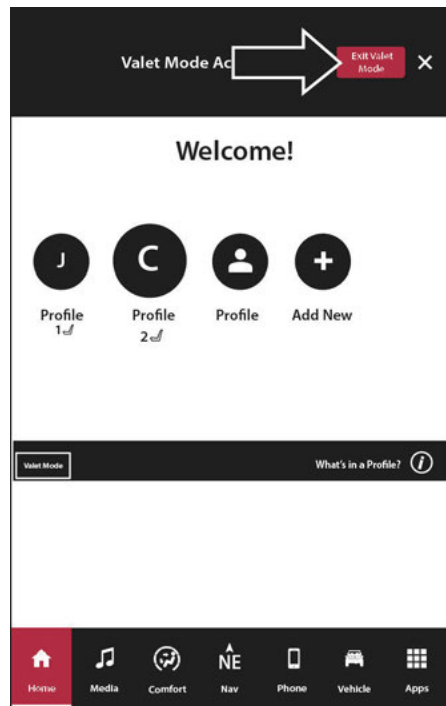 Valet Mode Ac
Exit Valet
Mode
Welcome!
J
C
Profile
1
Profile
2
Profile
Add New
Valet Mode
What's in a Profile?
i
NE
Home
Media
Comfort
Nav
Phone
Vehicle
Apps